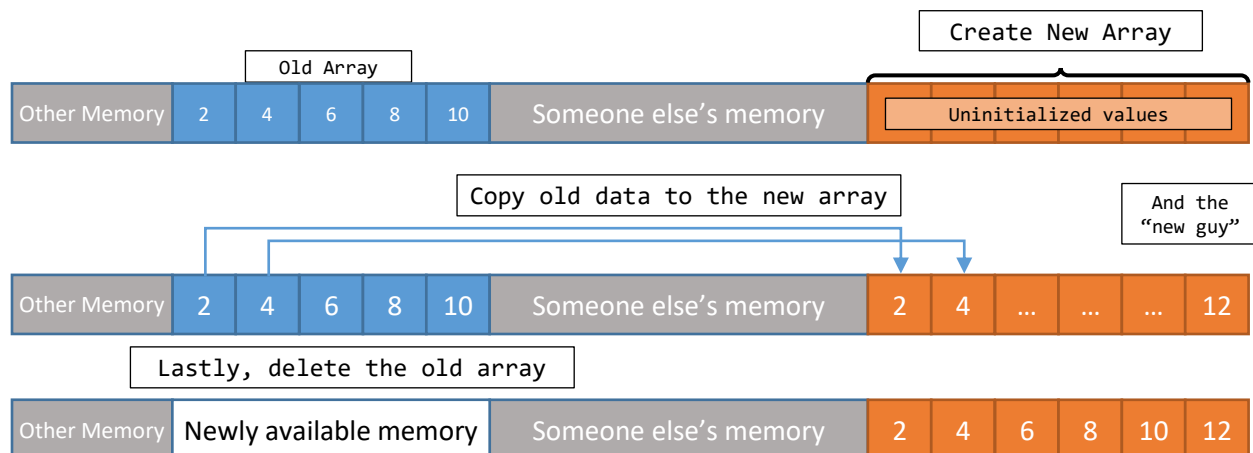 Create New Array
Old Array
Other Memory 2 4 6 8 10 Someone else’s memory Uninitialized values
Copy old data to the new array
And the
“new guy”
Other Memory 2 4 6 8 10 Someone else’s memory 2 4 … … … 12
Lastly, delete the old array
Other Memory Newly available memory Someone else’s memory 2 4 6 8 10 12